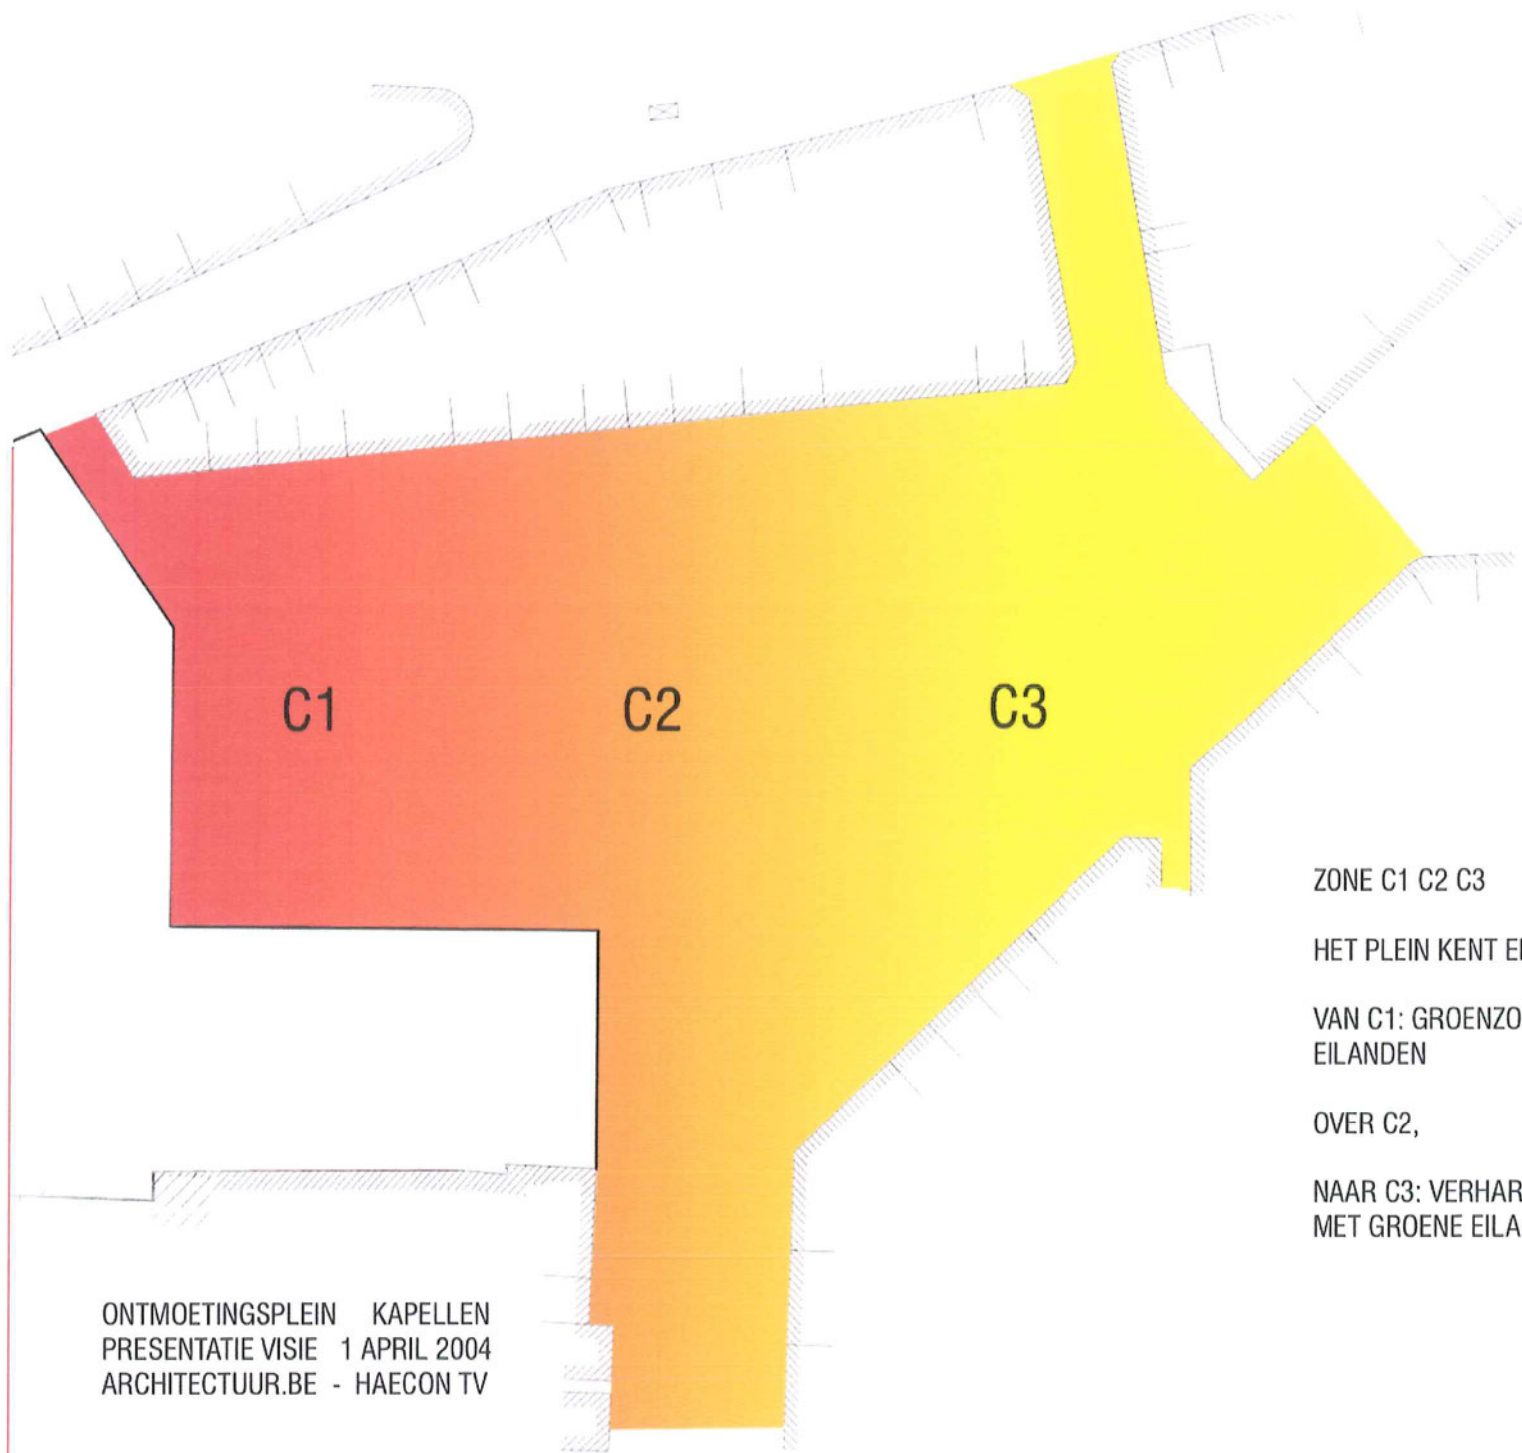 C1
C2
C3
ZONE C1 C2 C3
HET PLEIN KENT
VAN C1:
EILANDEN
OVER C2,
NAAR C3:
MET GROENE
ONTMOETINGSPLEIN KAPELLEN
PRESENTATIE VISIE 1 APRIL 2004
ARCHITECTUUR.BE - HAECON TV